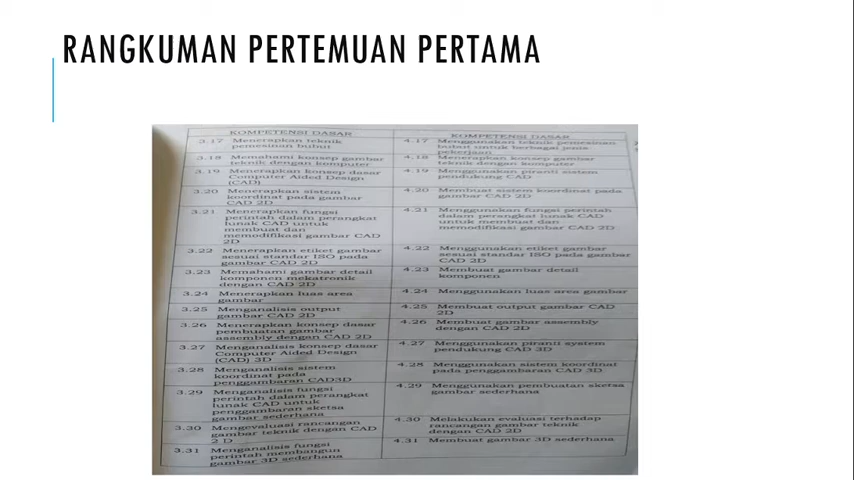 RANGKUMAN PERTEMUAN PERTAMA
KOMPETENSI DASAR
3.17 Menerapkan teknik
pemesinan bubut
3.18 Memahami konsep gambar
teknik dengan komputer
3.19 Menerapkan konsep dasar
Computer Aided Design
(CAD)
3.20 Menerapkan sistem
koordinat pada gambar
CAD 2D
3.21 Menerapkan fungsi
perintah dalam perangkat
lunak CAD untuk
membuat dan
memodifikasi gambar CAD
2D
3.22 Menerapkan etiket gambar
sesuai standar ISO pada
gambar CAD 2D
3.23 Memahami gambar detail
komponen mekatronik
dengan CAD 2D
3.24 Menerapkan luas area
gambar
3.25 Menganalisis output
gambar CAD 2D
3.26 Menerapkan konsep dasar
pembuatan gambar
assembly dengan CAD 2D
3.27 Menganalisis konsep dasar
Computer Aided Design
(CAD) 3D
3.28 Menganalisis sistem
koordinat pada
penggambaran CAD3D
3.29 Menganalisis fungsi
perintah dalam perangkat
lunak CAD untuk
penggambaran sketsa
gambar sederhana
3.30 Mengevaluasi rancangan
gambar teknik dengan CAD
2 D
3.31 Menganalisis fungsi
perintah membangun
gambar 3D sederhana
KOMPETENSI DASAR
4.17 Menggunakan teknik pemesinan
bubut untuk berbagai jenis
pekerjaan
4.18 Menerapkan konsep gambar
teknik dengan komputer
4.19 Menggunakan piranti sistem
pendukung CAD
4.20 Membuat sistem koordinat pada
gambar CAD 2D
4.21 Menggunakan fungsi perintah
dalam perangkat lunak CAD
untuk membuat dan
memodifikasi gambar CAD 2D
4.22 Menggunakan etiket gambar
sesuai standar ISO pada gambar
CAD 2D
4.23 Membuat gambar detail
komponen
4.24 Menggunakan luas area gambar
4.25 Membuat output gambar CAD
2D
4.26 Membuat gambar assembly
dengan CAD 2D
4.27 Menggunakan piranti system
pendukung CAD 3D
4.28 Menggunakan sistem koordinat
pada penggambaran CAD 3D
4.29 Menggunakan pembuatan sketsa
gambar sederhana
4.30 Melakukan evaluasi terhadap
rancangan gambar teknik
dengan CAD 2D
4.31 Membuat gambar 3D sederhana